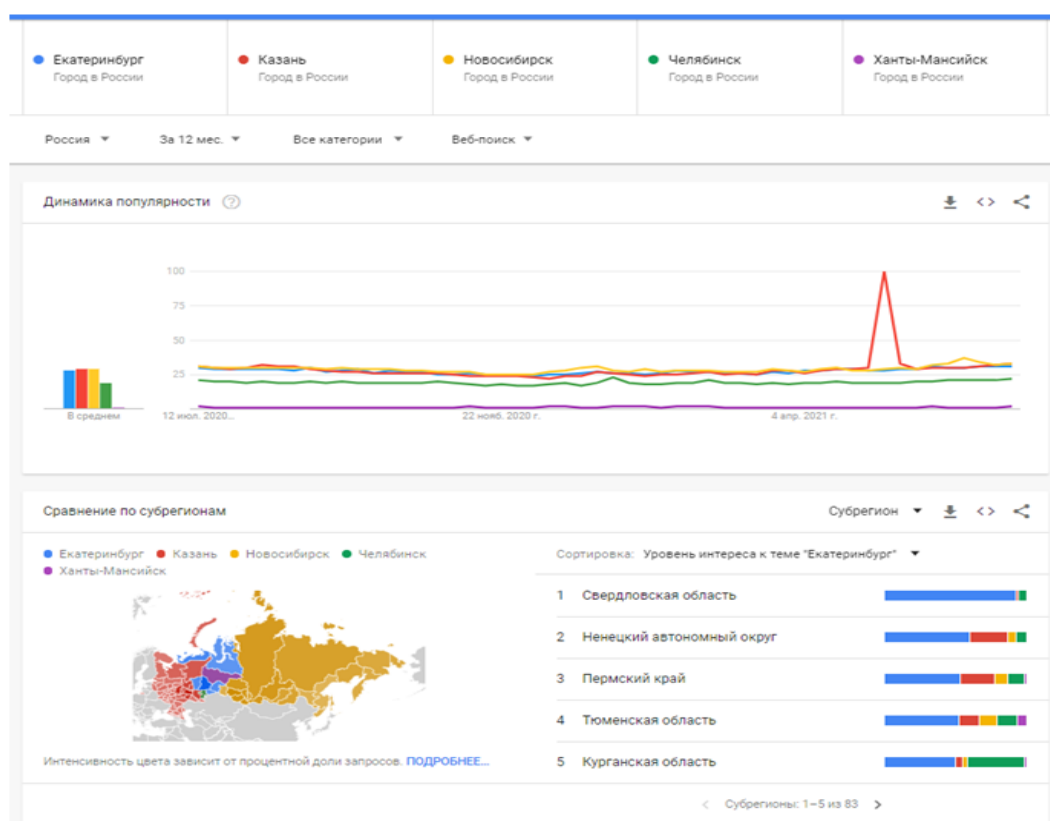 Екатеринбург
Город в России
Казань
Город в России
Новосибирск
Город в России
Челябинск
Город в России
Ханты-Мансийск
Город в России
Россия
За 12 мес.
Все категории
Веб-поиск
Динамика популярности
?
100
75
50
25
В среднем
12 июл. 2020...
22 нояб. 2020 г.
4 апр. 2021 г.
Сравнение по субрегионам
Субрегион
Екатеринбург Казань Новосибирск Челябинск
Ханты-Мансийск
Интенсивность цвета зависит от процентной доли запросов. ПОДРОБНЕЕ...
Сортировка: Уровень интереса к теме "Екатеринбург"
1 Свердловская область
2 Ненецкий автономный округ
3 Пермский край
4 Тюменская область
5 Курганская область
Субрегионы: 1–5 из 83